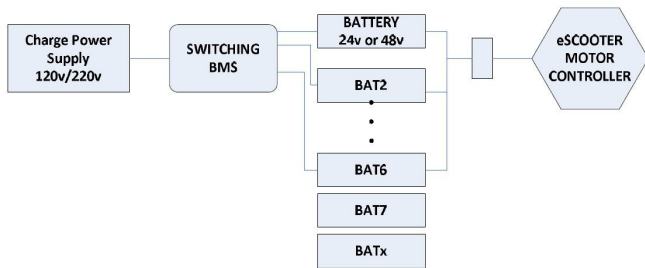 Charge Power
Supply
120v/220v
SWITCHING
BMS
BATTERY
24v or 48v
BAT2
BAT6
BAT7
BATx
eSCOOTER
MOTOR
CONTROLLER